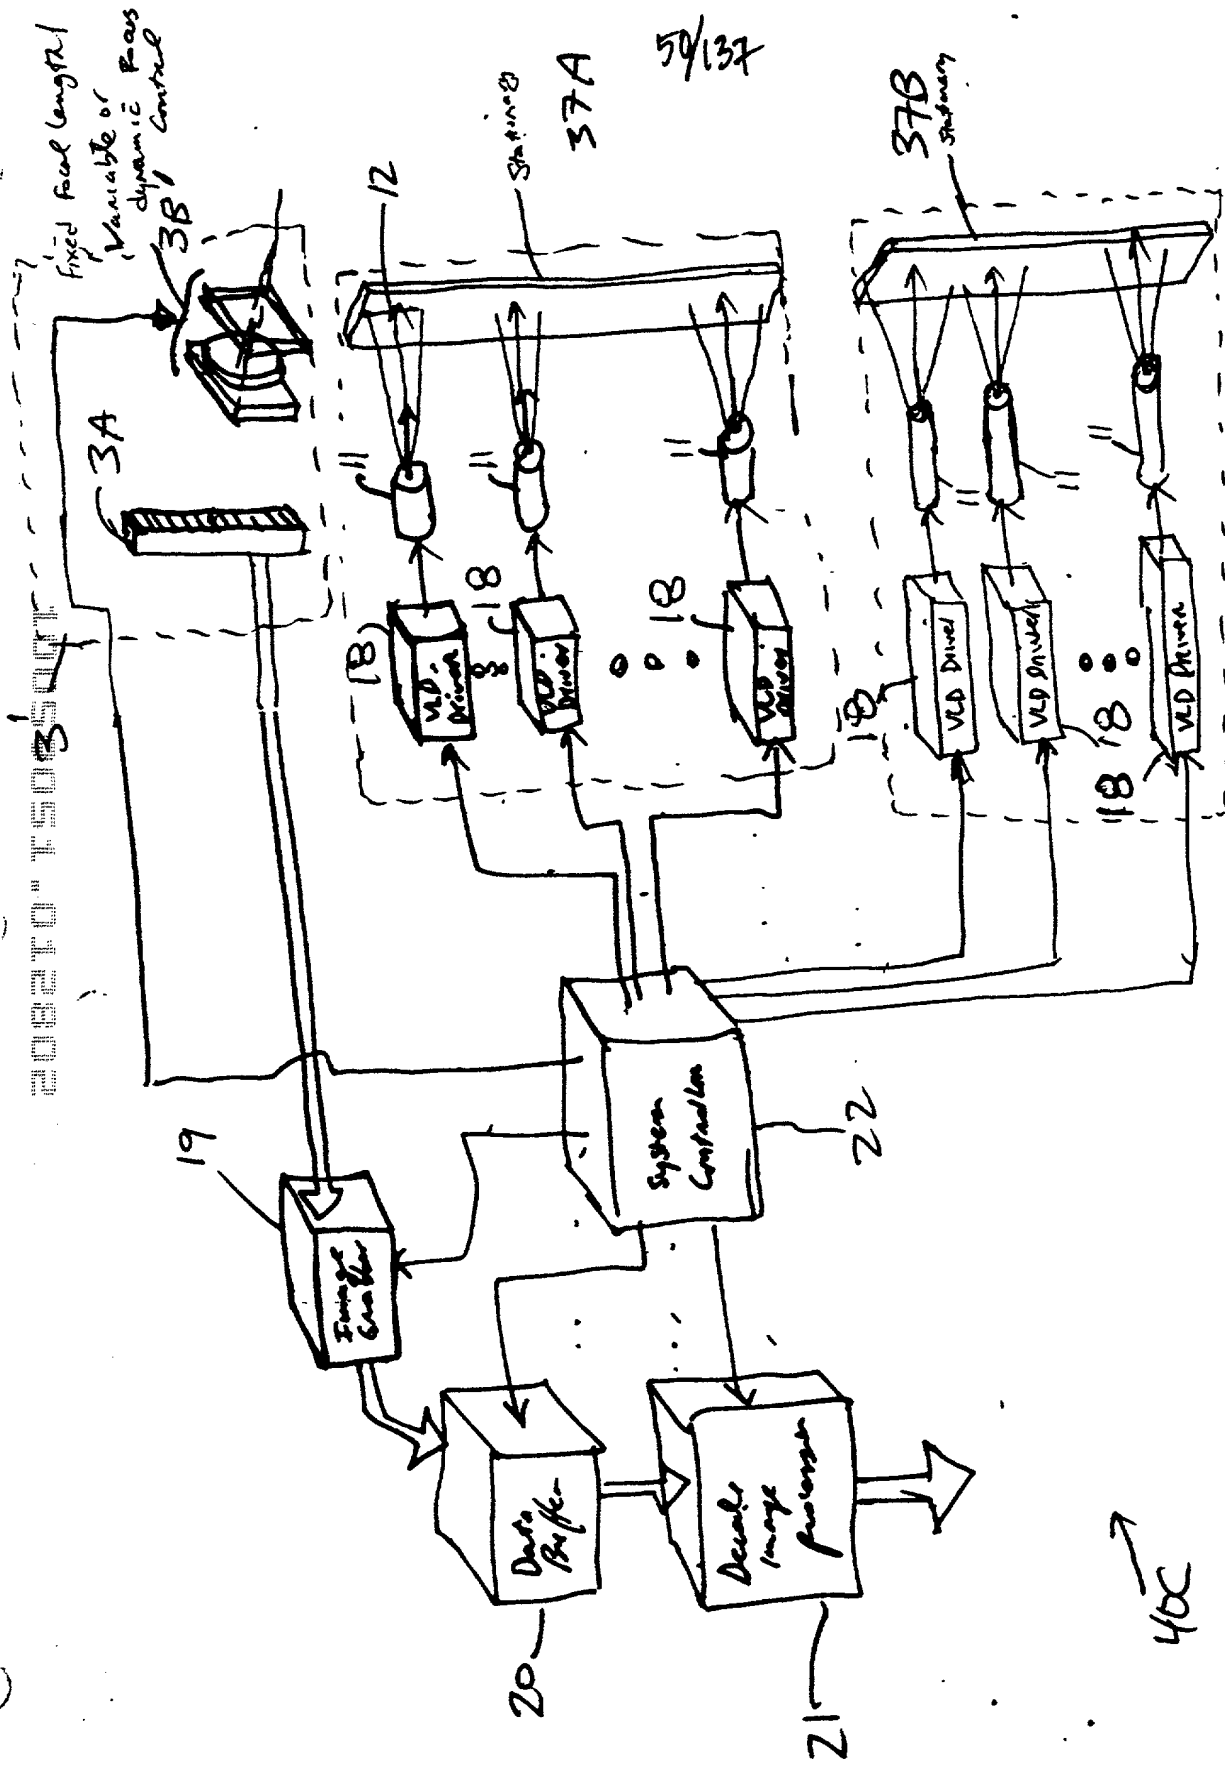 50/137
Fixed Focal Length/
Variable or
dynamic Focus
Control
3B'
3A
3'
12
Stationary
37A
37B
Stationary
11
11
11
11
11
11
18
18
18
18
18
18
VLD
Driver
VLD
Driver
VLD
Driver
VLD Driver
VLD Driver
VLD Driver
19
Image
Grabber
System
Controller
22
Data
Buffer
20
Decode
Image
processor
21
40C